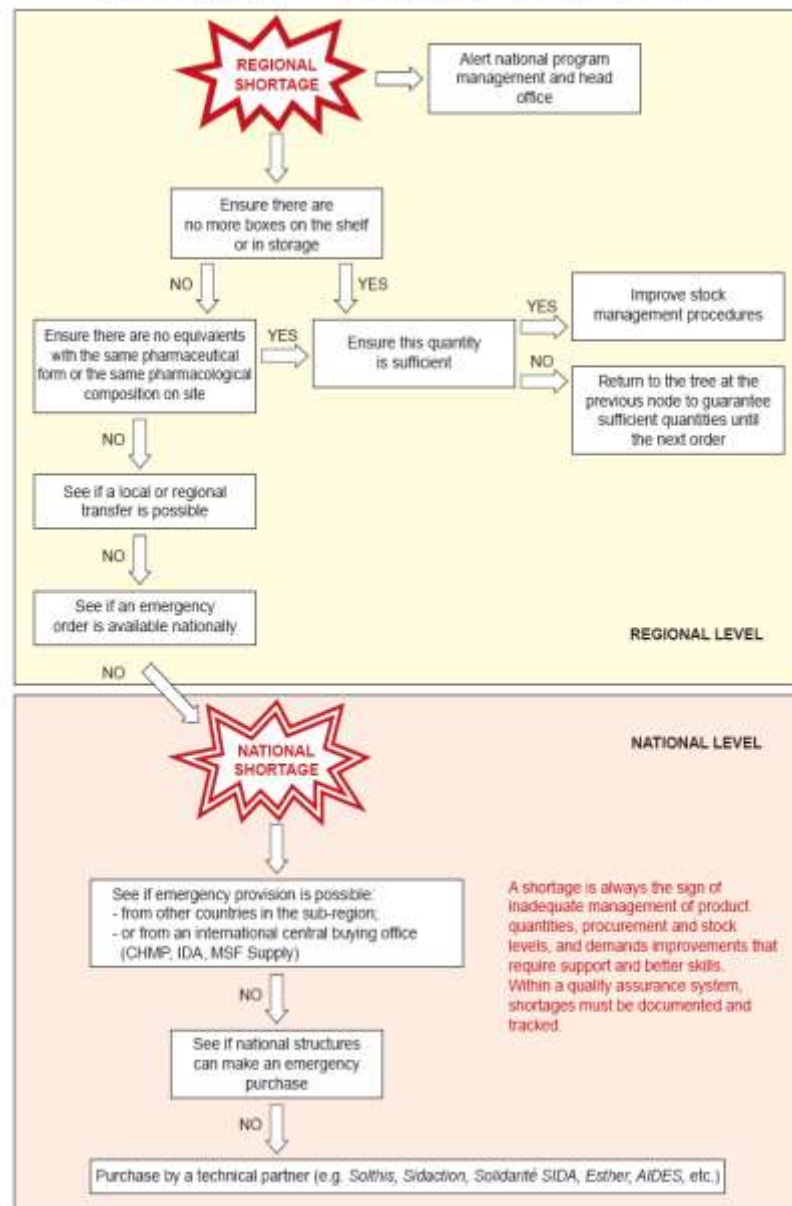 REGIONAL
SHORTAGE
Alert national program
management and head
office
Ensure there are
no more boxes on the shelf
or in storage
NO
YES
Ensure there are no equivalents
with the same pharmaceutical
form or the same pharmacological
composition on site
YES
Ensure this quantity
is sufficient
YES
Improve stock
management procedures
NO
Return to the tree at the
previous node to guarantee
sufficient quantities until
the next order
NO
See if a local or regional
transfer is possible
NO
See if an emergency
order is available nationally
REGIONAL LEVEL
NO
NATIONAL LEVEL
NATIONAL
SHORTAGE
See if emergency provision is possible:
- from other countries in the sub-region;
- or from an international central buying office
(CHMP, IDA, MSF Supply)
A shortage is always the sign of
inadequate management of product
quantities, procurement and stock
levels, and demands improvements that
require support and better skills.
Within a quality assurance system,
shortages must be documented and
tracked.
NO
See if national structures
can make an emergency
purchase
NO
Purchase by a technical partner (e.g. Solthis, Sidaction, Solidarité SIDA, Esther, AIDES, etc.)